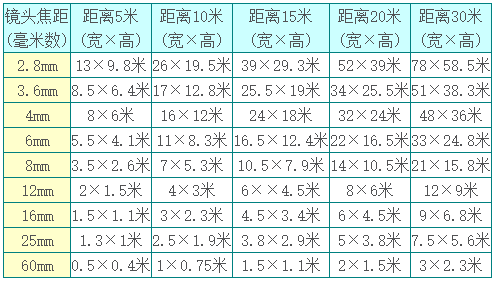 镜头焦距(毫米数) 距离5米(宽×高) 距离10米(宽×高) 距离15米(宽×高) 距离20米(宽×高) 距离30米(宽×高)
2.8mm 13×9.8米 26×19.5米 39×29.3米 52×39米 78×58.5米
3.6mm 8.5×6.4米 17×12.8米 25.5×19米 34×25.5米 51×38.3米
4mm 8×6米 16×12米 24×18米 32×24米 48×36米
6mm 5.5×4.1米 11×8.3米 16.5×12.4米 22×16.5米 33×24.8米
8mm 3.5×2.6米 7×5.3米 10.5×7.9米 14×10.5米 21×15.8米
12mm 2×1.5米 4×3米 6××4.5米 8×6米 12×9米
16mm 1.5×1.1米 3×2.3米 4.5×3.4米 6×4.5米 9×6.8米
25mm 1.3×1米 2.5×1.9米 3.8×2.9米 5×3.8米 7.5×5.6米
60mm 0.5×0.4米 1×0.75米 1.5×1.1米 2×1.5米 3×2.3米